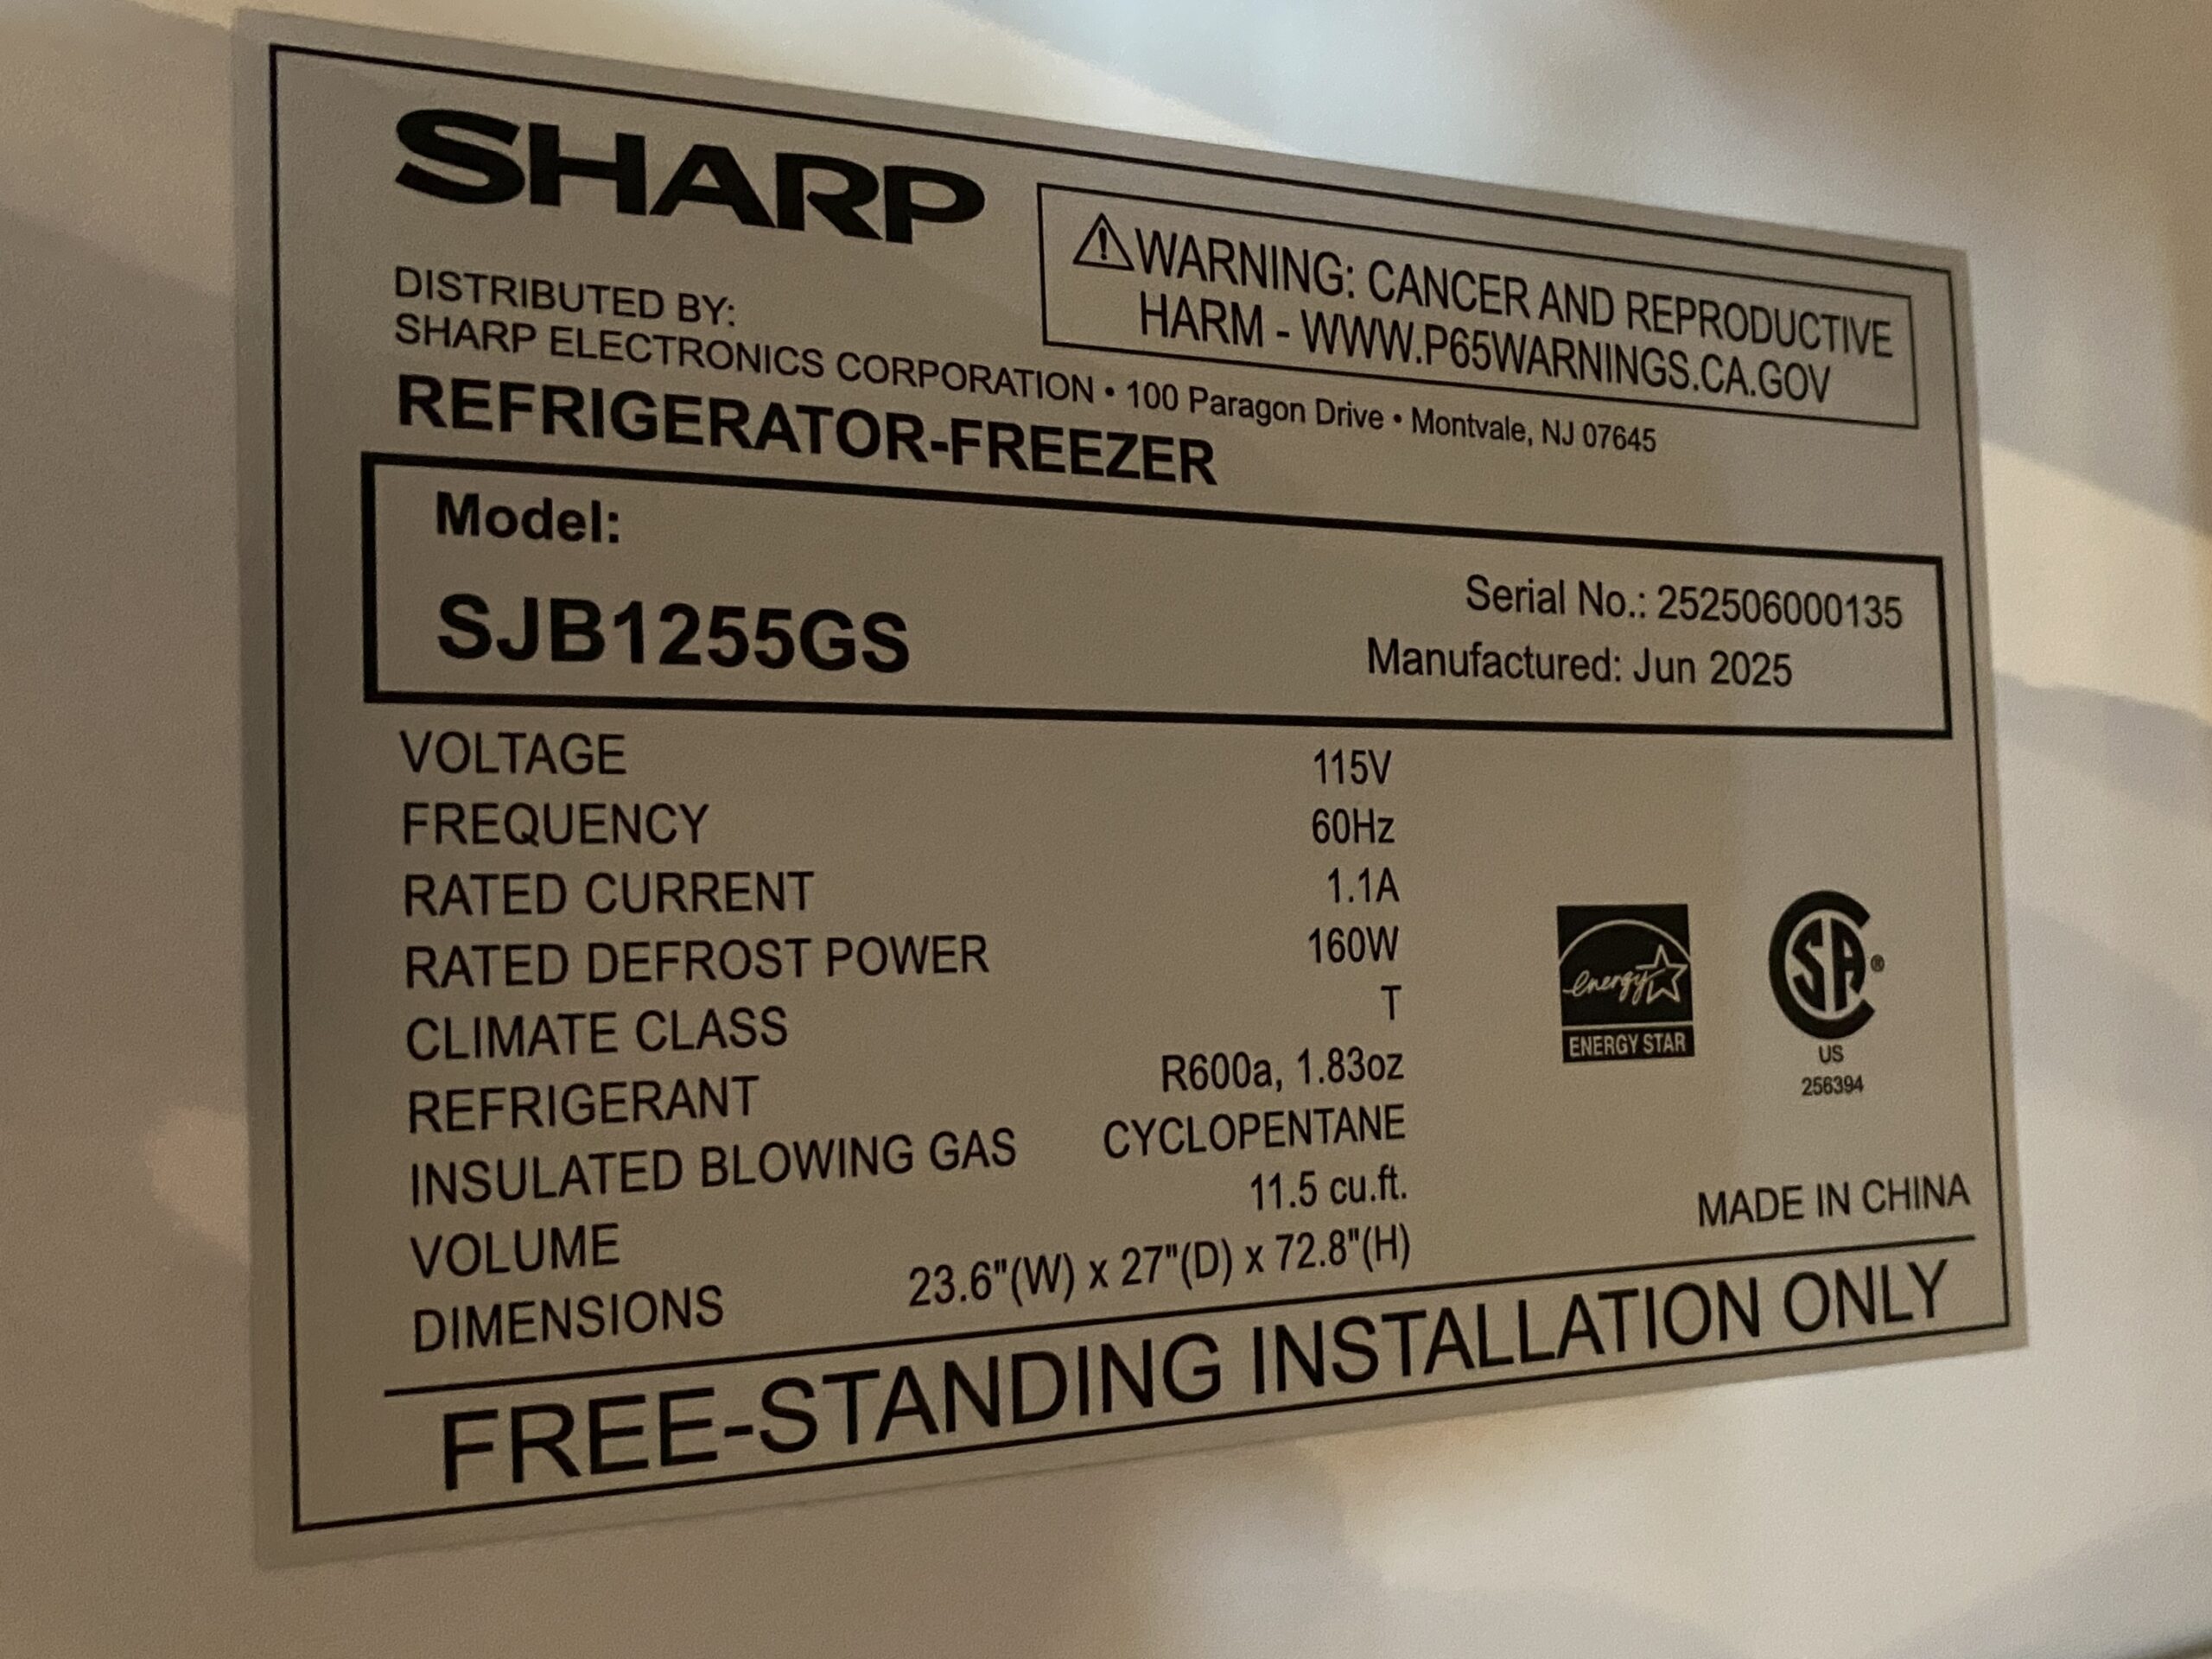 SHARP
⚠WARNING: CANCER AND REPRODUCTIVE
HARM - WWW.P65WARNINGS.CA.GOV
DISTRIBUTED BY:
SHARP ELECTRONICS CORPORATION • 100 Paragon Drive • Montvale, NJ 07645
REFRIGERATOR-FREEZER
Model:
SJB1255GS
Serial No.: 252506000135
Manufactured: Jun 2025
VOLTAGE 115V
FREQUENCY 60Hz
RATED CURRENT 1.1A
RATED DEFROST POWER 160W
CLIMATE CLASS T
REFRIGERANT R600a, 1.83oz
INSULATED BLOWING GAS CYCLOPENTANE
VOLUME 11.5 cu.ft.
DIMENSIONS 23.6"(W) x 27"(D) x 72.8"(H)
energy
ENERGY STAR
CSA®
US
256394
MADE IN CHINA
FREE-STANDING INSTALLATION ONLY